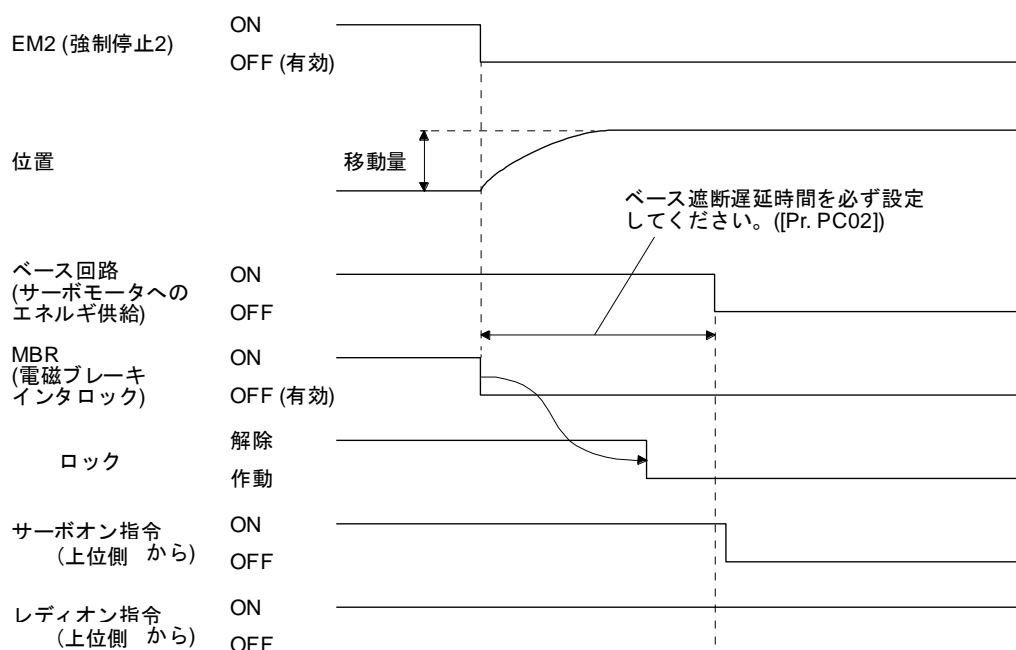 EM2 (強制停止2)
ON
OFF (有効)
位置
移動量
ベース遮断遅延時間を必ず設定
してください。([Pr. PC02])
ベース回路
(サーボモータへの
エネルギ供給)
ON
OFF
MBR
(電磁ブレーキ
インタロック)
ON
OFF (有効)
ロック
解除
作動
サーボオン指令
(上位側 から)
ON
OFF
レディオン指令
(上位側 から)
ON
OFF